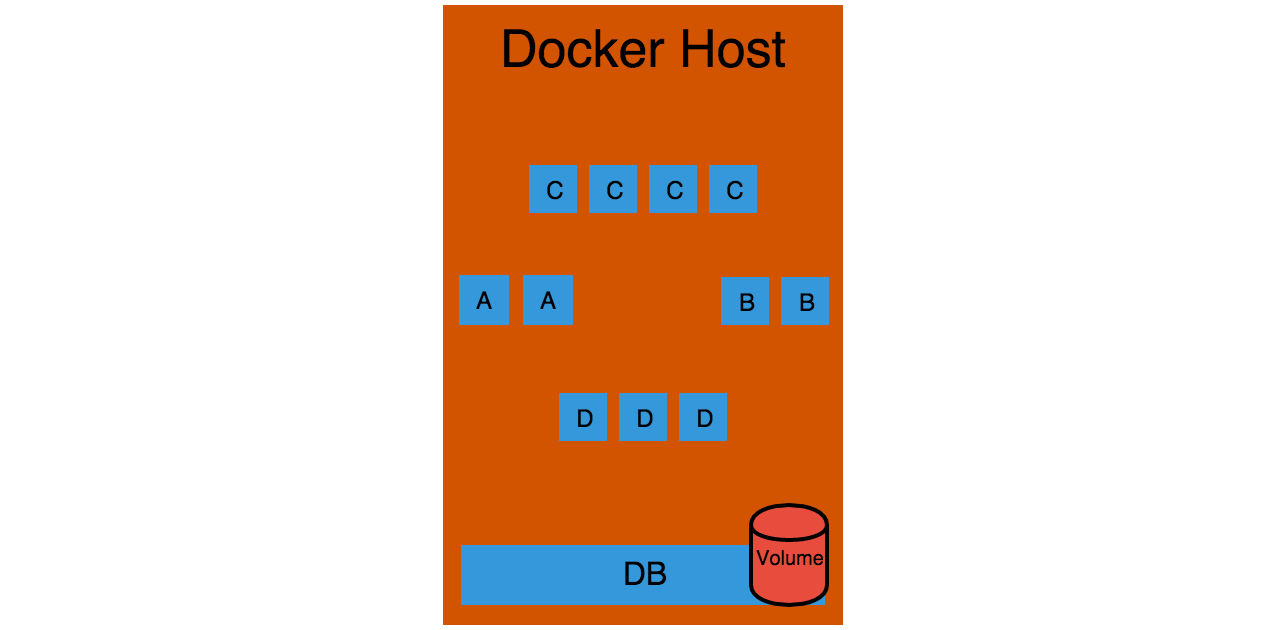 Docker Host
C C C C
A A B B
D D D
Volume
DB